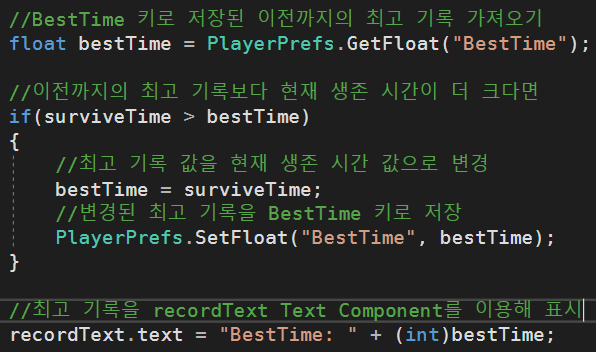 //BestTime 키로 저장된 이전까지의 최고 기록 가져오기
float bestTime = PlayerPrefs.GetFloat("BestTime");
//이전까지의 최고 기록보다 현재 생존 시간이 더 크다면
if(surviveTime > bestTime)
{
//최고 기록 값을 현재 생존 시간 값으로 변경
bestTime = surviveTime;
//변경된 최고 기록을 BestTime 키로 저장
PlayerPrefs.SetFloat("BestTime", bestTime);
}
//최고 기록을 recordText Text Component를 이용해 표시
recordText.text = "BestTime: " + (int)bestTime;